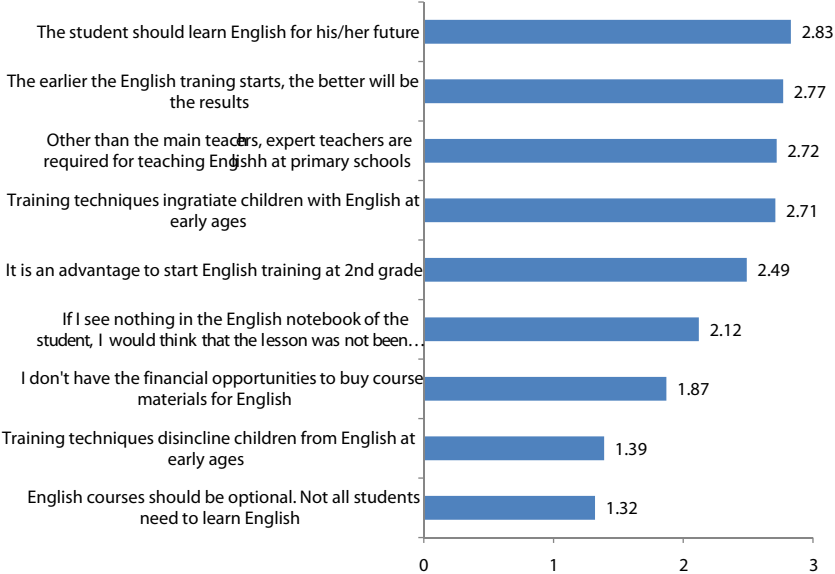 The student should learn English for his/her future
2.83
The earlier the English traning starts, the better will be
the results
2.77
Other than the main teachers, expert teachers are
required for teaching Englishh at primary schools
2.72
Training techniques ingratiate children with English at
early ages
2.71
It is an advantage to start English training at 2nd grade
2.49
If I see nothing in the English notebook of the
student, I would think that the lesson was not been…
2.12
I don't have the financial opportunities to buy course
materials for English
1.87
Training techniques disincline children from English at
early ages
1.39
English courses should be optional. Not all students
need to learn English
1.32
0 1 2 3